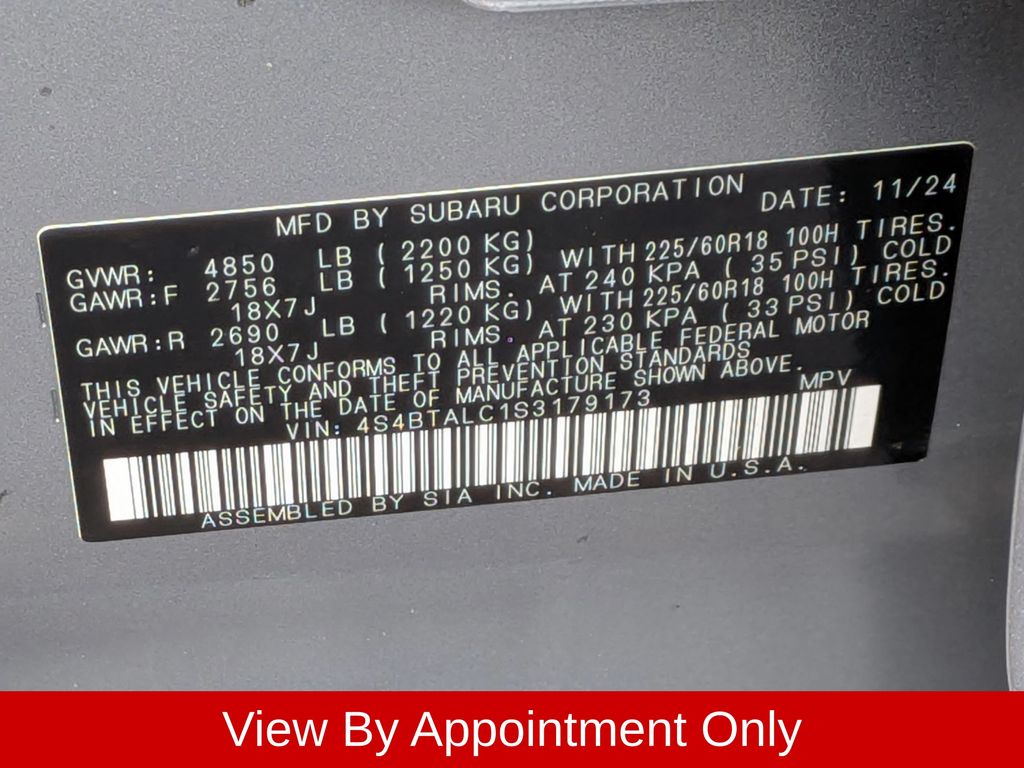 MFD BY SUBARU CORPORATION DATE: 11/24
GVWR: 4850 LB ( 2200 KG)
GAWR:F 2756 LB ( 1250 KG) WITH 225/60R18 100H TIRES.
18X7J RIMS. AT 240 KPA ( 35 PSI) COLD
GAWR:R 2690 LB ( 1220 KG) WITH 225/60R18 100H TIRES.
18X7J RIMS. AT 230 KPA ( 33 PSI) COLD
THIS VEHICLE CONFORMS TO ALL APPLICABLE FEDERAL MOTOR
VEHICLE SAFETY AND THEFT PREVENTION STANDARDS
IN EFFECT ON THE DATE OF MANUFACTURE SHOWN ABOVE.
VIN: 4S4BTALC1S3179173 MPV
ASSEMBLED BY SIA INC. MADE IN U.S.A.
View By Appointment Only